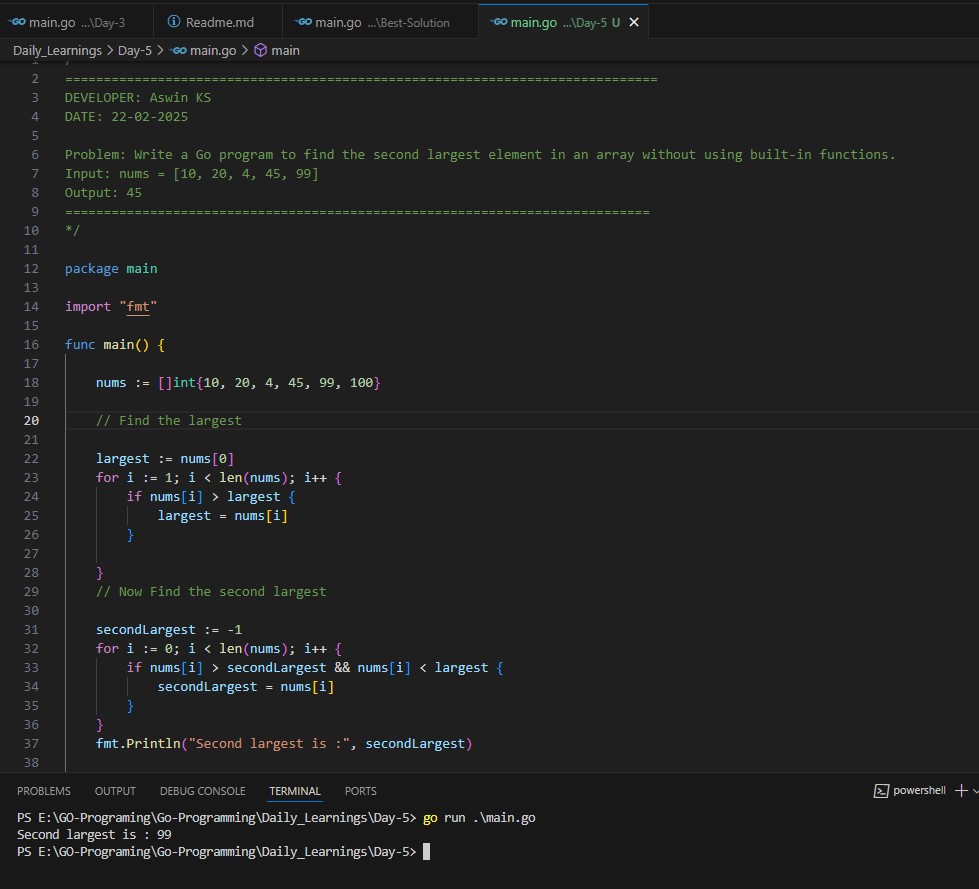 main.go ...\Day-3 Readme.md main.go ...\Best-Solution main.go ...\Day-5 U
Daily_Learnings > Day-5 > main.go > main
2 =============================================================================
3 DEVELOPER: Aswin KS
4 DATE: 22-02-2025
5
6 Problem: Write a Go program to find the second largest element in an array without using built-in functions.
7 Input: nums = [10, 20, 4, 45, 99]
8 Output: 45
9 ============================================================================
10 */
11
12 package main
13
14 import "fmt"
15
16 func main() {
17
18 nums := []int{10, 20, 4, 45, 99, 100}
19
20 // Find the largest
21
22 largest := nums[0]
23 for i := 1; i < len(nums); i++ {
24 if nums[i] > largest {
25 largest = nums[i]
26 }
27
28 }
29 // Now Find the second largest
30
31 secondLargest := -1
32 for i := 0; i < len(nums); i++ {
33 if nums[i] > secondLargest && nums[i] < largest {
34 secondLargest = nums[i]
35 }
36 }
37 fmt.Println("Second largest is :", secondLargest)
38
PROBLEMS OUTPUT DEBUG CONSOLE TERMINAL PORTS powershell
PS E:\GO-Programing\Go-Programming\Daily_Learnings\Day-5> go run .\main.go
Second largest is : 99
PS E:\GO-Programing\Go-Programming\Daily_Learnings\Day-5>